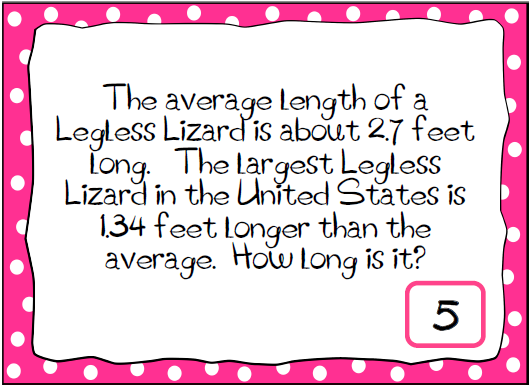 The average length of a
Legless Lizard is about 2.7 feet
long. The largest Legless
Lizard in the United States is
1.34 feet longer than the
average. How long is it?
5